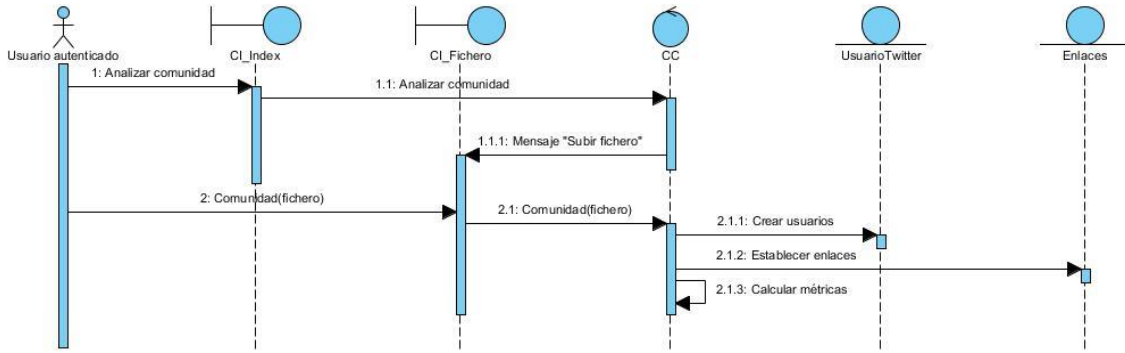 Usuario autenticado
CI_Index
CI_Fichero
CC
UsuarioTwitter
Enlaces
1: Analizar comunidad
1.1: Analizar comunidad
1.1.1: Mensaje "Subir fichero"
2: Comunidad(fichero)
2.1: Comunidad(fichero)
2.1.1: Crear usuarios
2.1.2: Establecer enlaces
2.1.3: Calcular métricas